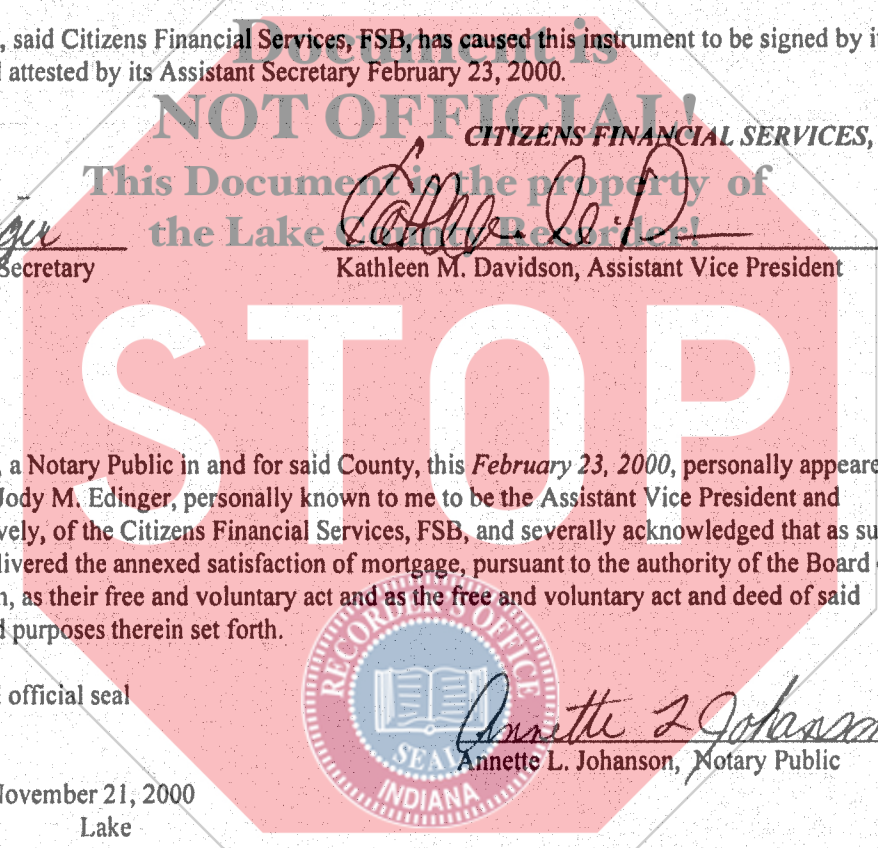 , said Citizens Financial Services, FSB, has caused this instrument to be signed by it
attested by its Assistant Secretary February 23, 2000.
Document is
NOT OFFICIAL!
This Document is the property of
the Lake County Recorder!
CITIZENS FINANCIAL SERVICES,
Secretary
Kathleen M. Davidson, Assistant Vice President
STOP
, a Notary Public in and for said County, this February 23, 2000, personally appeare
Jody M. Edinger, personally known to me to be the Assistant Vice President and
vely, of the Citizens Financial Services, FSB, and severally acknowledged that as su
livered the annexed satisfaction of mortgage, pursuant to the authority of the Board
, as their free and voluntary act and as the free and voluntary act and deed of said
purposes therein set forth.
official seal
RECORDER'S OFFICE
SEAL
INDIANA
Annette L Johanson
Annette L. Johanson, Notary Public
November 21, 2000
Lake